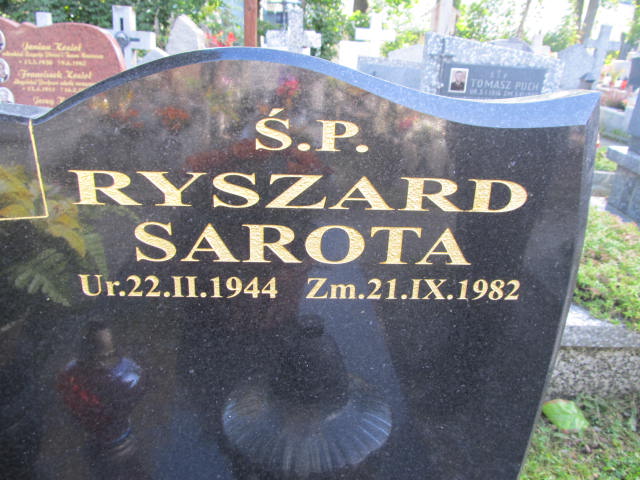 Ś.P.
RYSZARD
SAROTA
Ur.22.II.1944 Zm.21.IX.1982
TOMASZ PUCH